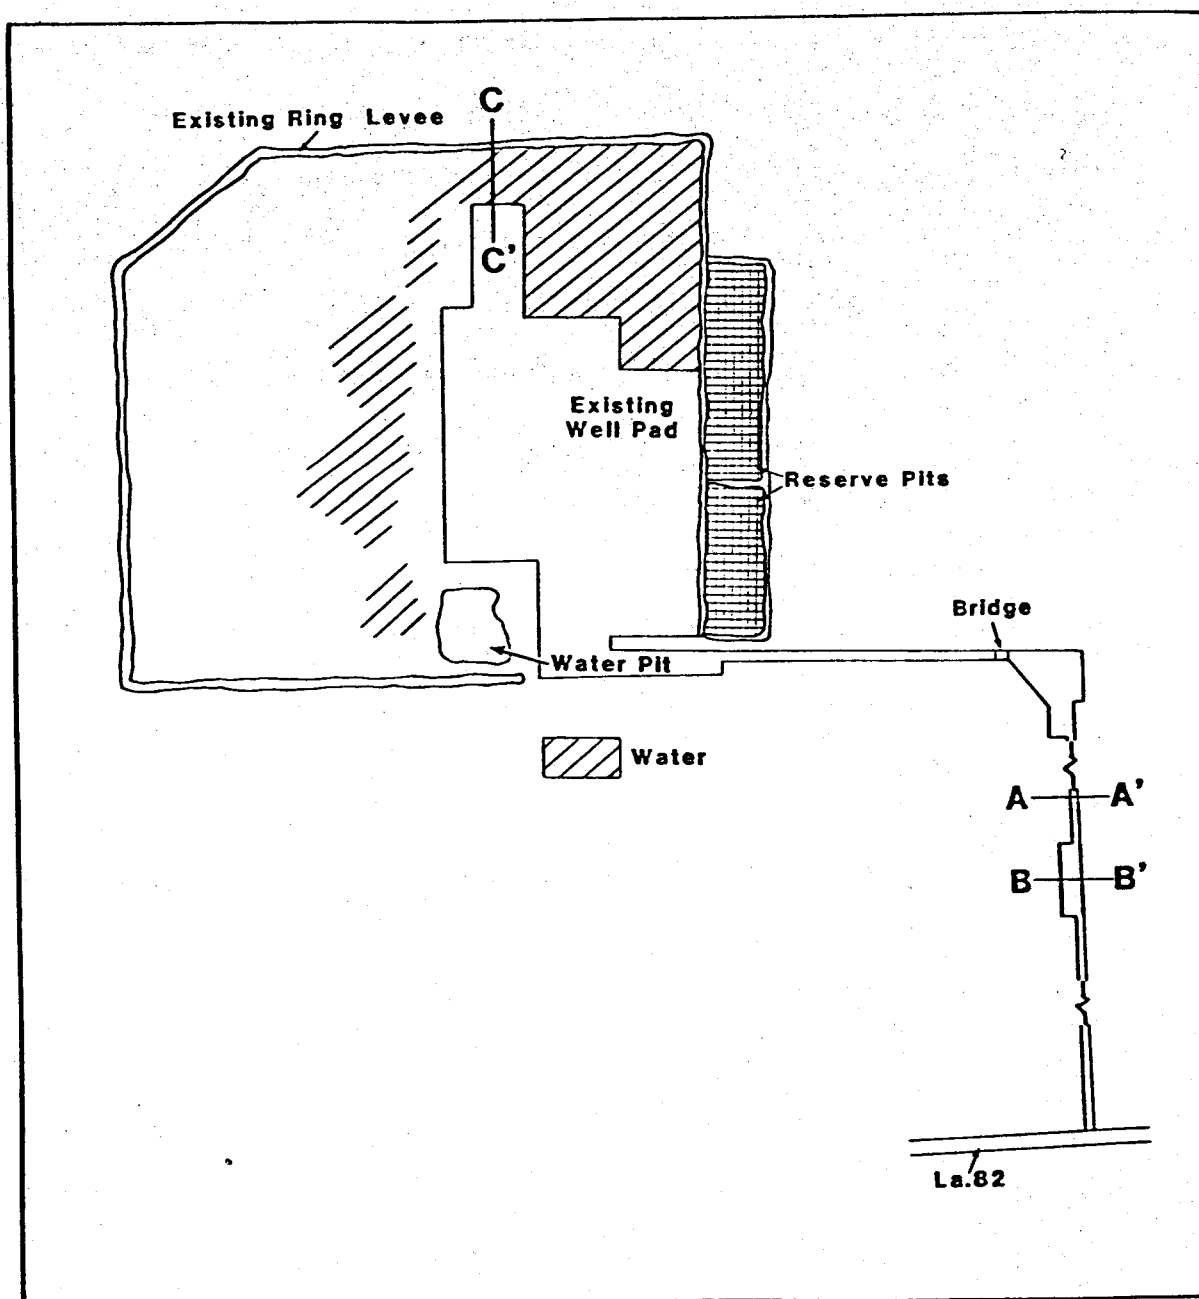 C
Existing Ring Levee
C'
Existing
Well Pad
Reserve Pits
Bridge
Water Pit
Water
A A'
B B'
La.82